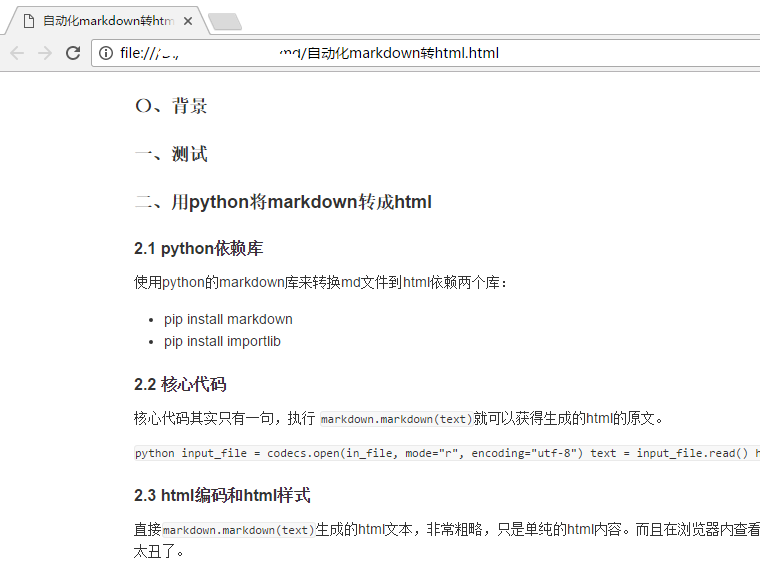 自动化markdown转htm
file:///
md/自动化markdown转html.html
〇、背景
一、测试
二、用python将markdown转成html
2.1 python依赖库
使用python的markdown库来转换md文件到html依赖两个库：
• pip install markdown
• pip install importlib
2.2 核心代码
核心代码其实只有一句，执行 markdown.markdown(text)就可以获得生成的html的原文。
python input_file = codecs.open(in_file, mode="r", encoding="utf-8") text = input_file.read()
2.3 html编码和html样式
直接markdown.markdown(text)生成的html文本，非常粗略，只是单纯的html内容。而且在浏览器内查看
太丑了。